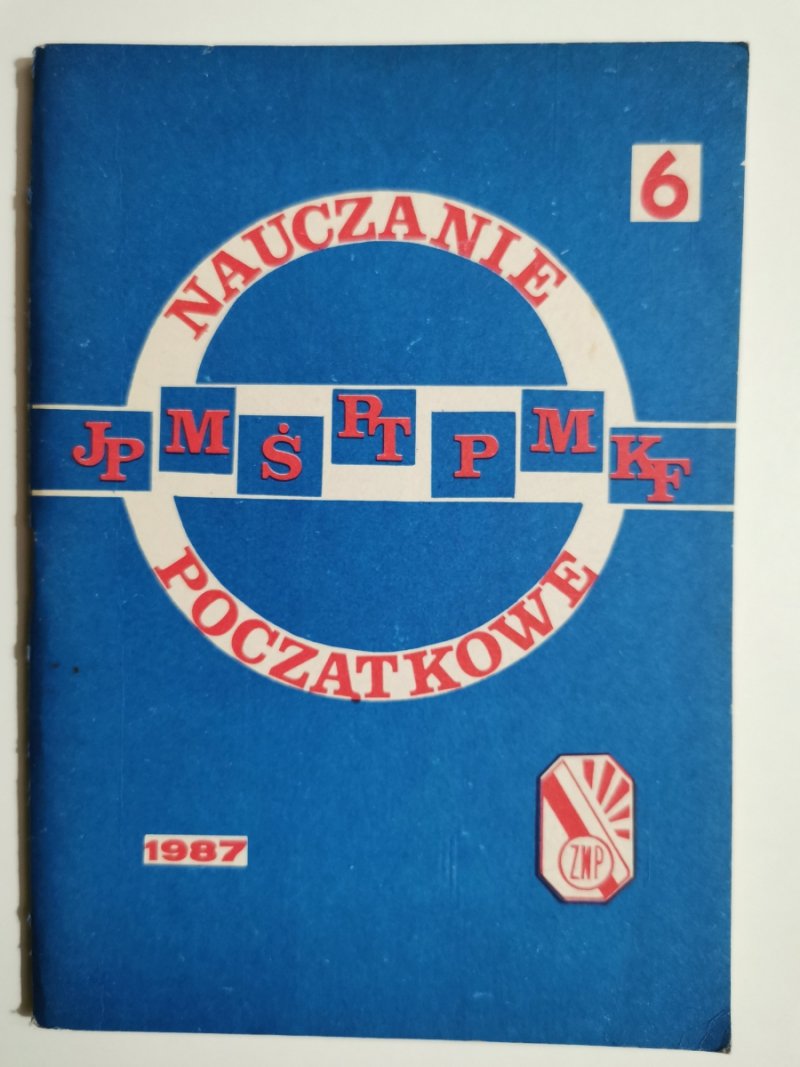 6
NAUCZANIE
JP M Ś PT P M KF
POCZĄTKOWE
1987
ZNP